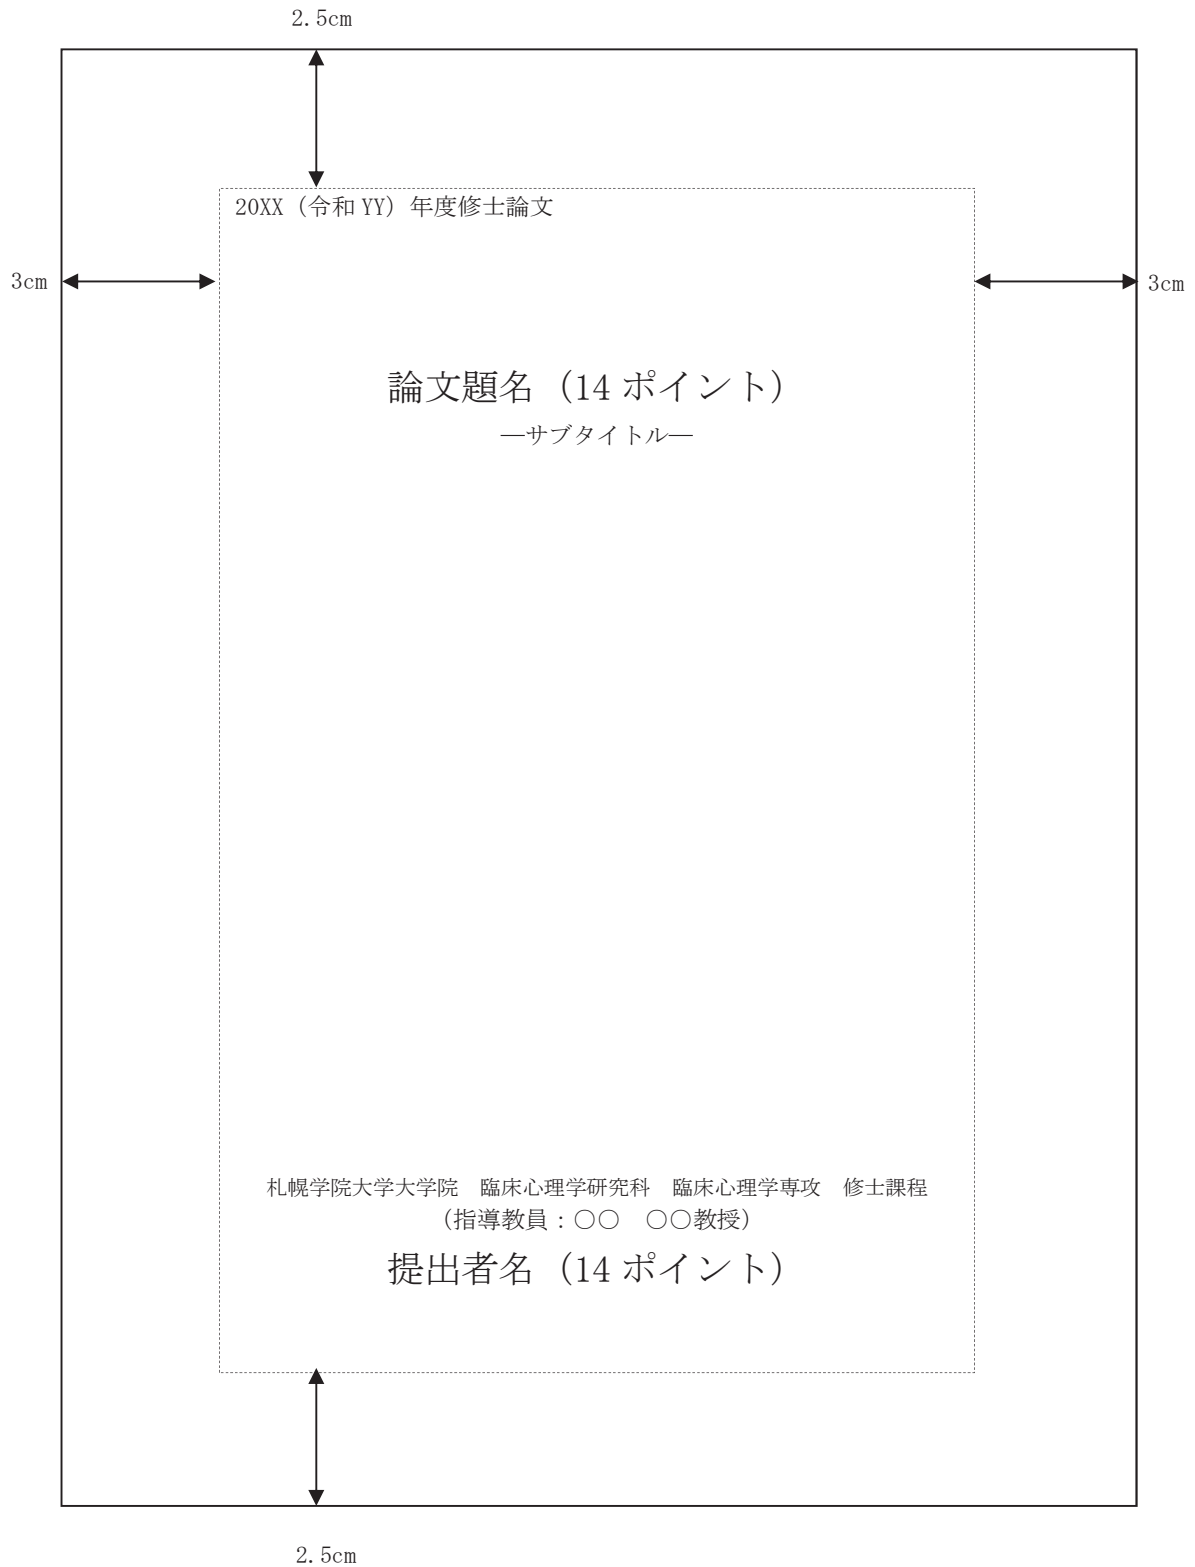 2.5cm
20XX（令和 YY）年度修士論文
3cm
3cm
論文題名（14 ポイント）
―サブタイトル―
札幌学院大学大学院　臨床心理学研究科　臨床心理学専攻　修士課程
（指導教員：○○　○○教授）
提出者名（14 ポイント）
2.5cm